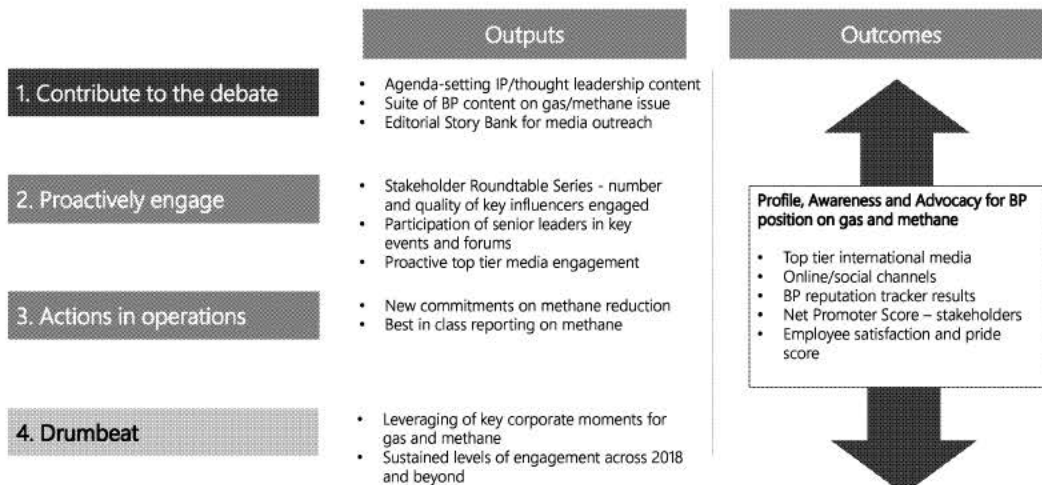 Outputs
Outcomes
1. Contribute to the debate
• Agenda-setting IP/thought leadership content
• Suite of BP content on gas/methane issue
• Editorial Story Bank for media outreach
2. Proactively engage
• Stakeholder Roundtable Series - number
and quality of key influencers engaged
• Participation of senior leaders in key
events and forums
• Proactive top tier media engagement
3. Actions in operations
• New commitments on methane reduction
• Best in class reporting on methane
4. Drumbeat
• Leveraging of key corporate moments for
gas and methane
• Sustained levels of engagement across 2018
and beyond
Profile, Awareness and Advocacy for BP
position on gas and methane
• Top tier international media
• Online/social channels
• BP reputation tracker results
• Net Promoter Score – stakeholders
• Employee satisfaction and pride
score